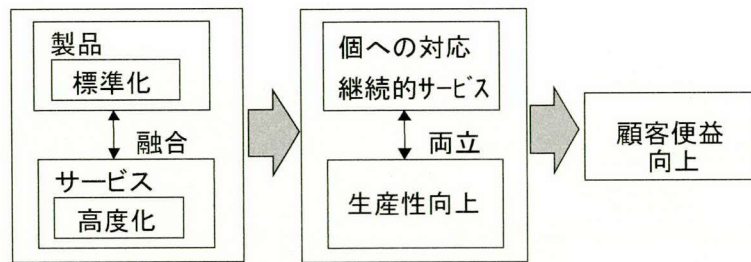 製品
標準化
融合
サービス
高度化
個への対応
継続的サービス
両立
生産性向上
顧客便益
向上